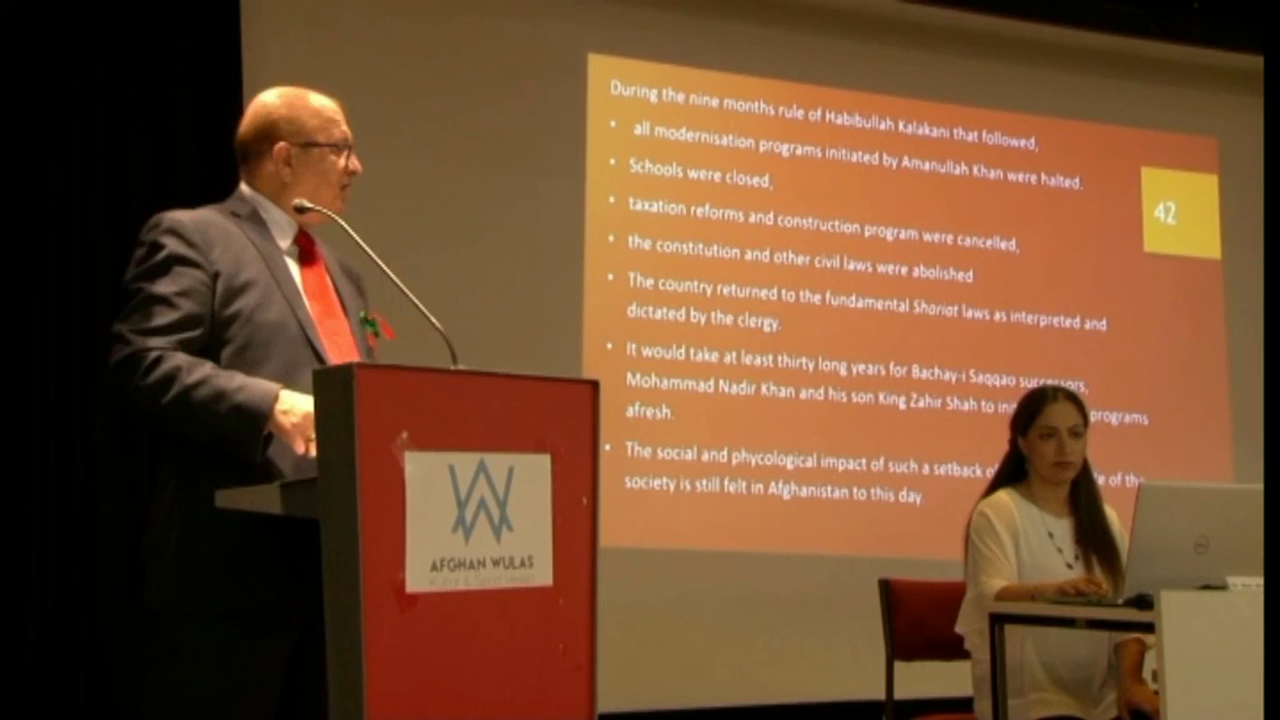 During the nine months rule of Habibullah Kalakani that followed,
• all modernisation programs initiated by Amanullah Khan were halted.
• Schools were closed,
• taxation reforms and construction program were cancelled,
• the constitution and other civil laws were abolished
• The country returned to the fundamental Shariat laws as interpreted and
dictated by the clergy.
• It would take at least thirty long years for Bachay-i Saqqao successors,
Mohammad Nadir Khan and his son King Zahir Shah to programs
afresh.
• The social and phycological impact of such a setback of the
society is still felt in Afghanistan to this day.
42
AFGHAN WULAS